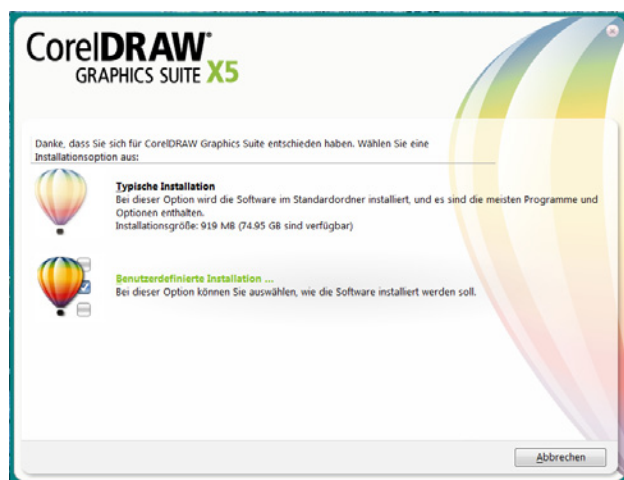 CorelDRAW
GRAPHICS SUITE X5
Danke, dass Sie sich für CorelDRAW Graphics Suite entschieden haben. Wählen Sie eine
Installationsoption aus:
Typische Installation
Bei dieser Option wird die Software im Standardordner installiert, und es sind die meisten Programme und
Optionen enthalten.
Installationsgröße: 919 MB (74.95 GB sind verfügbar)
Benutzerdefinierte Installation ...
Bei dieser Option können Sie auswählen, wie die Software installiert werden soll.
Abbrechen